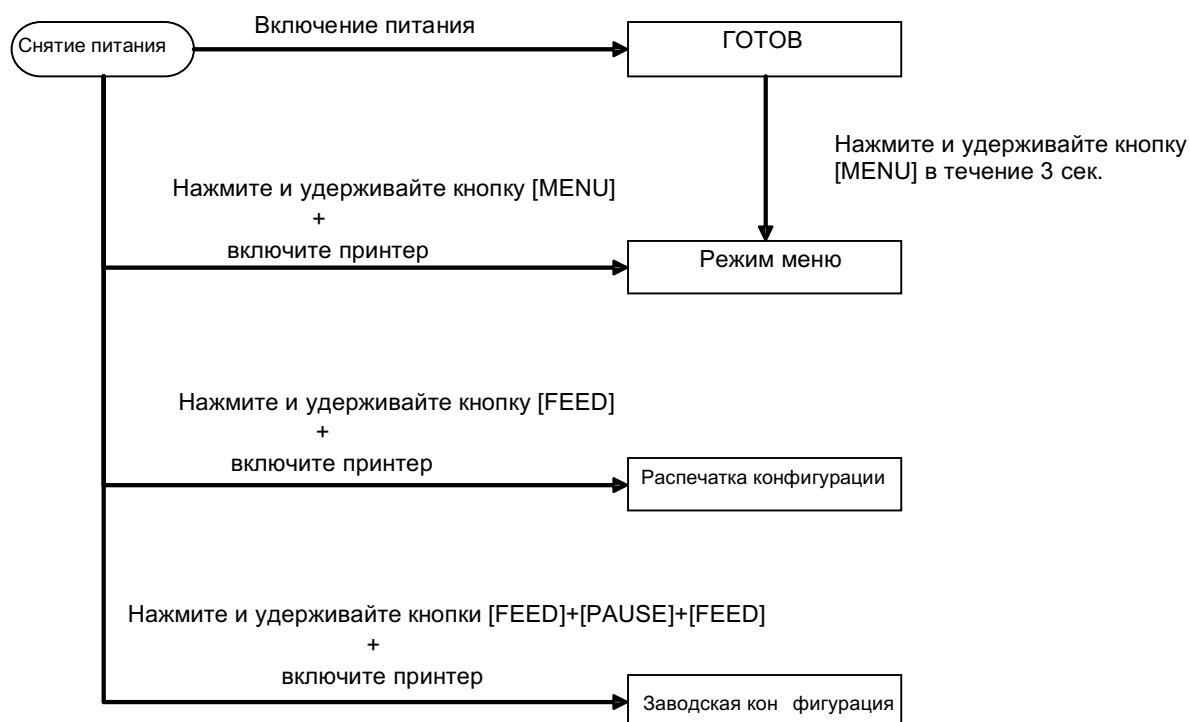 Включение питания
Снятие питания
ГОТОВ
Нажмите и удерживайте кнопку
[MENU] в течение 3 сек.
Нажмите и удерживайте кнопку [MENU]
+
включите принтер
Режим меню
Нажмите и удерживайте кнопку [FEED]
+
включите принтер
Распечатка конфигурации
Нажмите и удерживайте кнопки [FEED]+[PAUSE]+[FEED]
+
включите принтер
Заводская кон фигурация